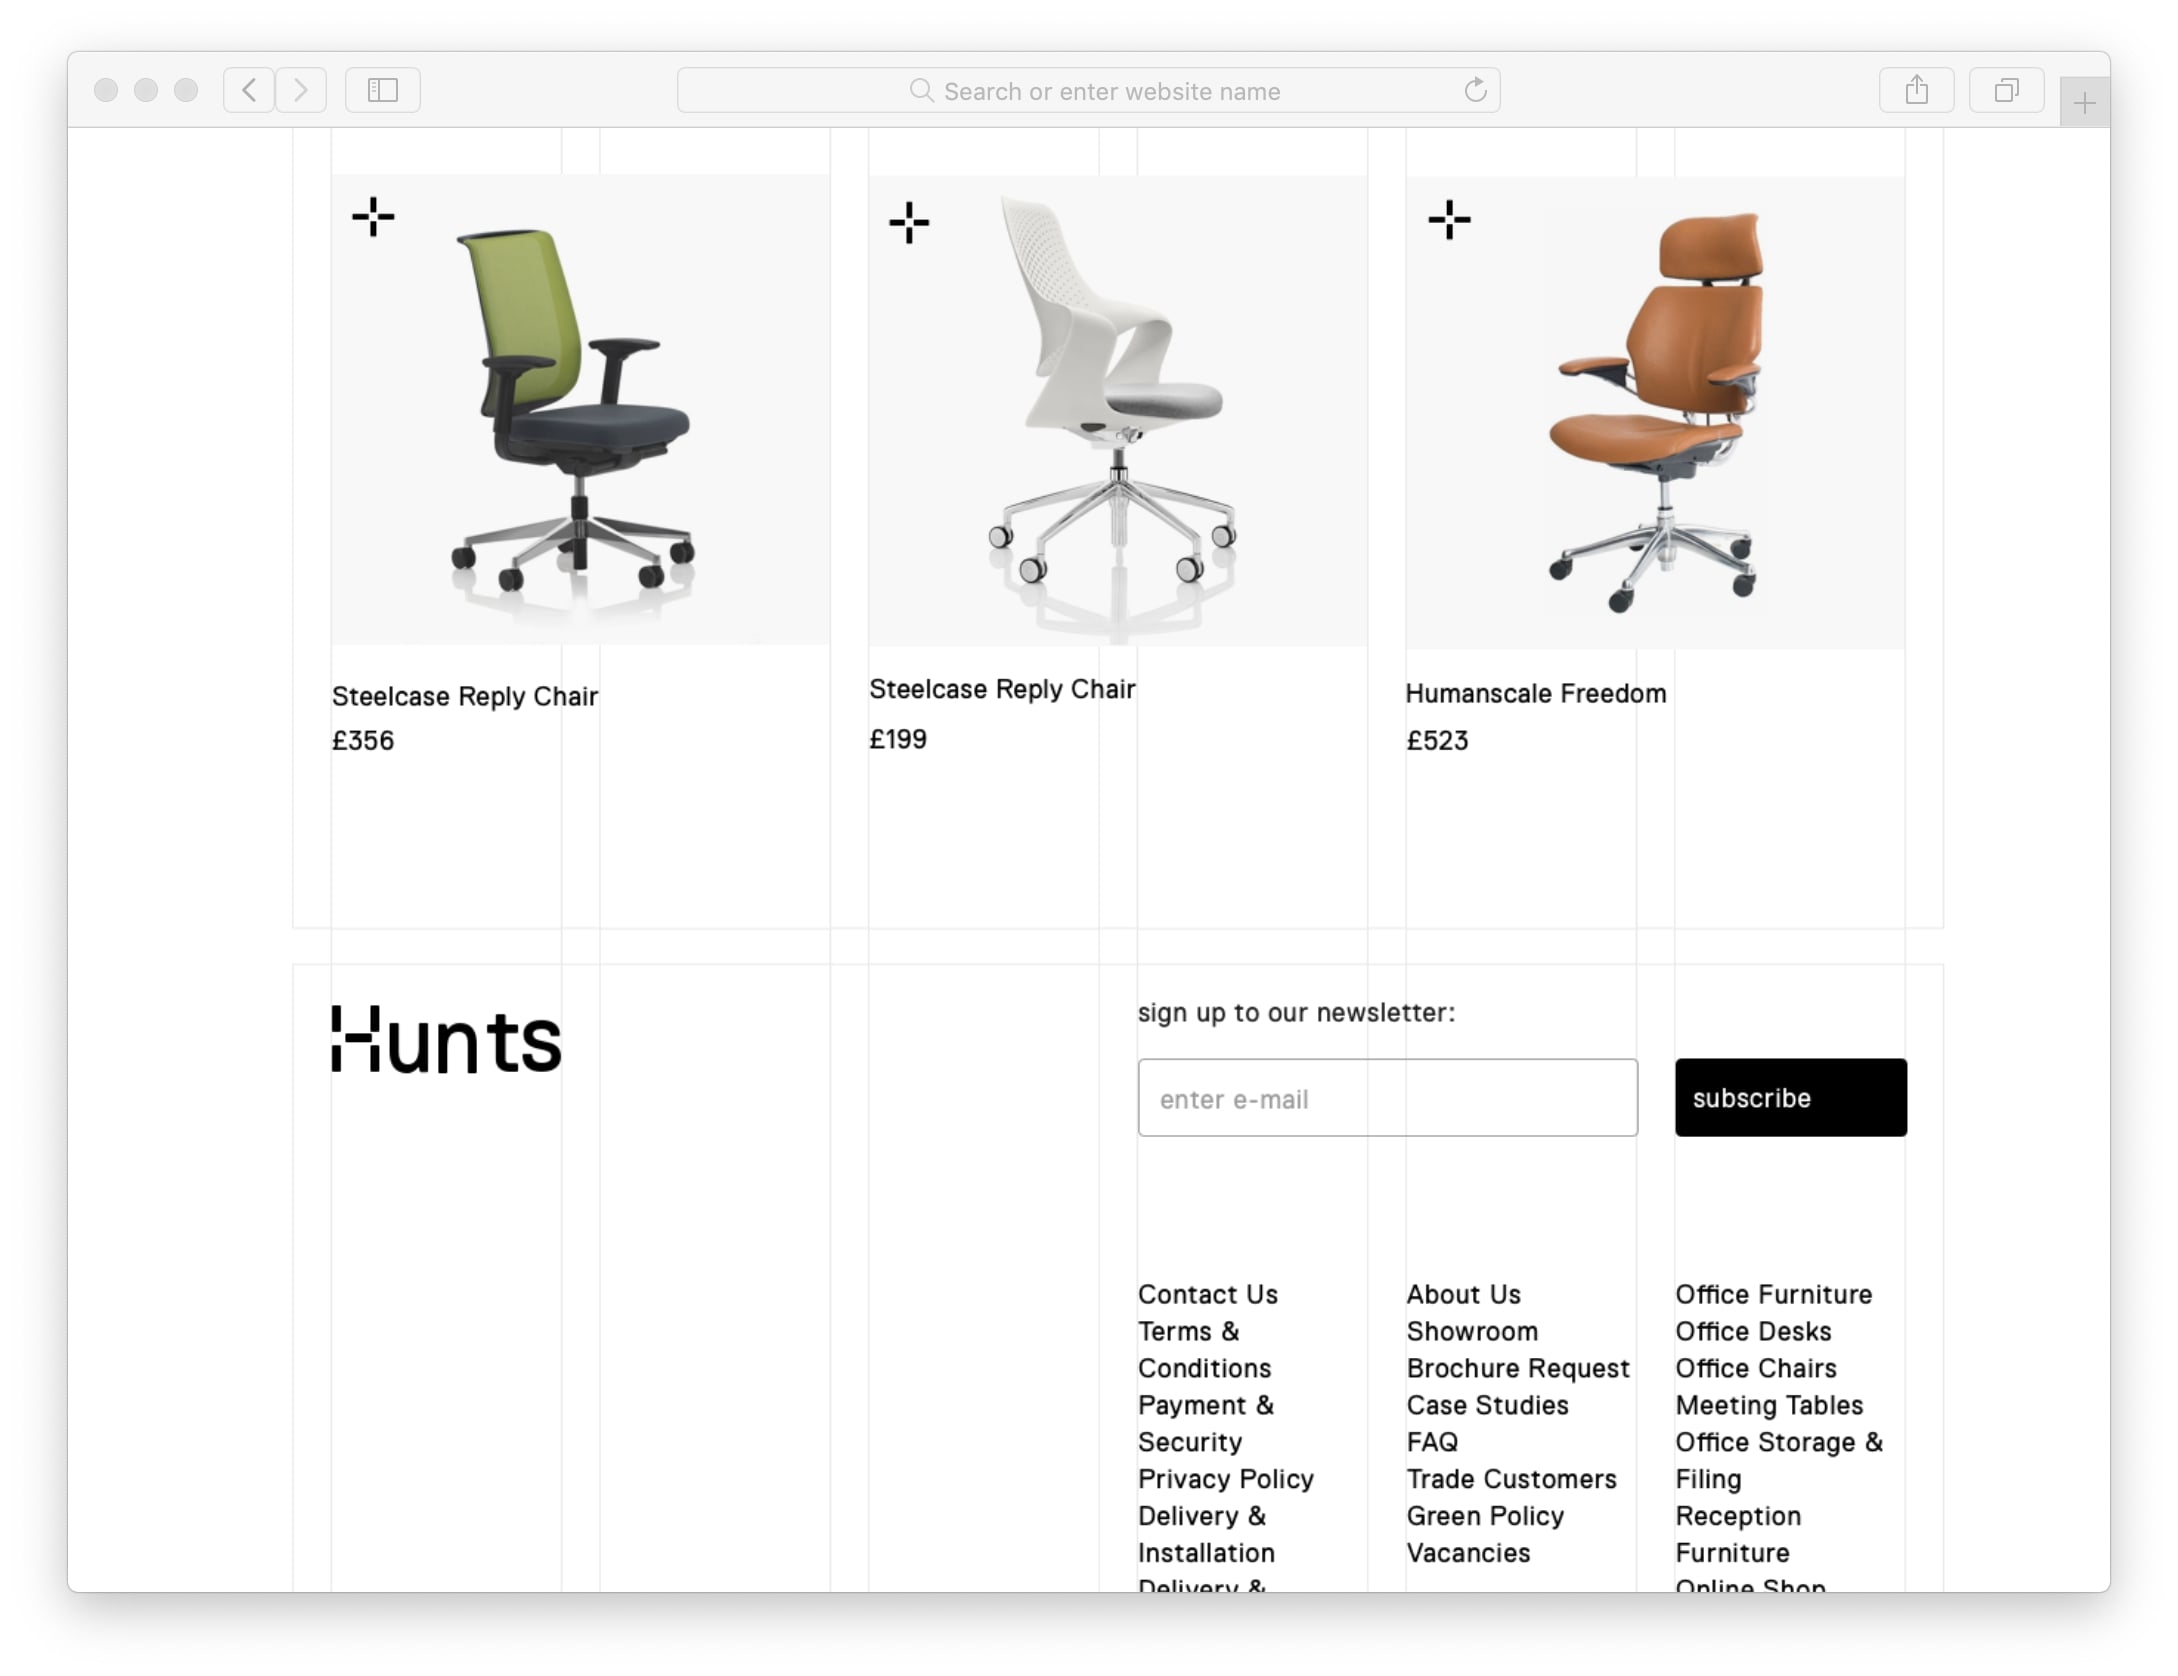 Search or enter website name
Steelcase Reply Chair
£356
Steelcase Reply Chair
£199
Humanscale Freedom
£523
Hunts
sign up to our newsletter:
enter e-mail
subscribe
Contact Us
Terms &
Conditions
Payment &
Security
Privacy Policy
Delivery &
Installation
Delivery &
About Us
Showroom
Brochure Request
Case Studies
FAQ
Trade Customers
Green Policy
Vacancies
Office Furniture
Office Desks
Office Chairs
Meeting Tables
Office Storage &
Filing
Reception
Furniture
Online Shop